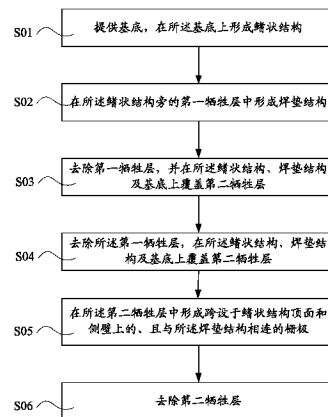 S01
提供基底，在所述基底上形成鳍状结构
S02
在所述鳍状结构旁的第一牺牲层中形成焊垫结构
S03
去除第一牺牲层，并在所述鳍状结构、焊垫结构
及基底上覆盖第二牺牲层
S04
去除所述第一牺牲层，在所述鳍状结构、焊垫结
构及基底上覆盖第二牺牲层
S05
在所述第二牺牲层中形成跨设于鳍状结构顶面和
侧壁上的、且与所述焊垫结构相连的栅极
S06
去除第二牺牲层